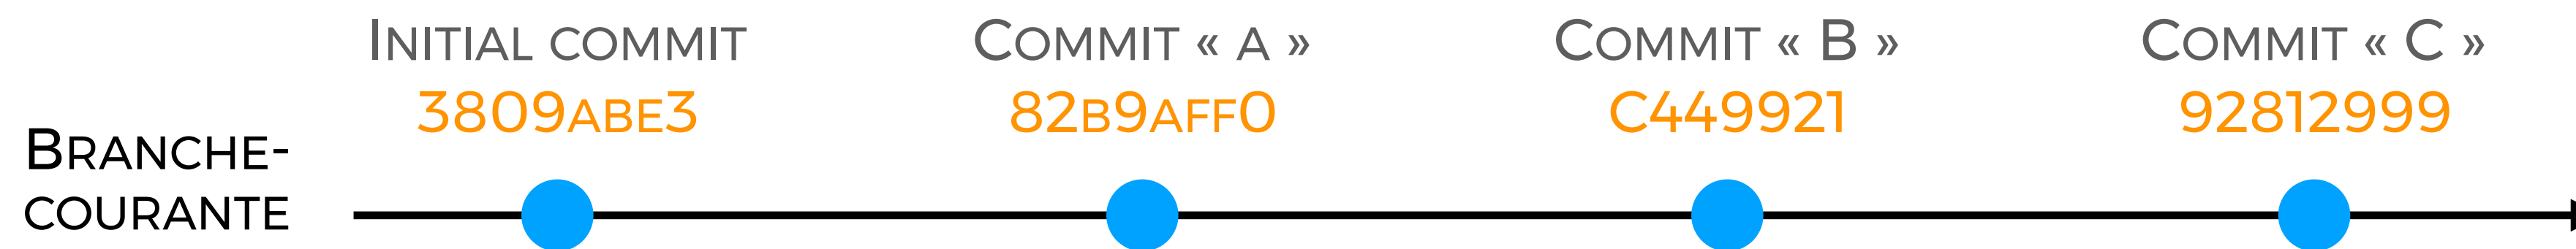 Initial commit
3809abe3
Commit « A »
82b9aff0
Commit « B »
C449921
Commit « C »
92812999
Branche-
courante